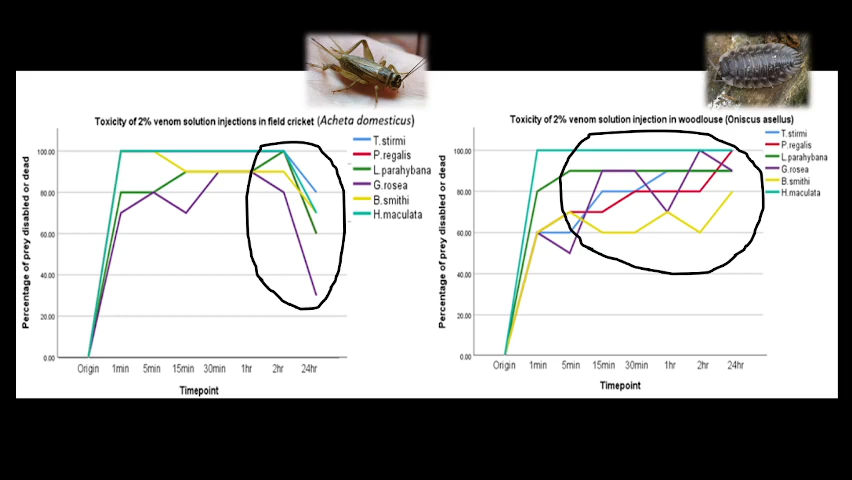 Toxicity of 2% venom solution injections in field cricket (Acheta domesticus)
Percentage of prey disabled or dead
100.00
80.00
60.00
40.00
20.00
0.00
Origin 1min 5min 15min 30min 1hr 2hr 24hr
Timepoint
T.stirmi
P.regalis
L.parahybana
G.rosea
B.smithi
H.maculata
Toxicity of 2% venom solution injection in woodlouse (Oniscus asellus)
Percentage of prey disabled or dead
100.00
80.00
60.00
40.00
20.00
0.00
Origin 1min 5min 15min 30min 1hr 2hr 24hr
Timepoint
T.stirmi
P.regalis
L.parahybana
G.rosea
B.smithi
H.maculata